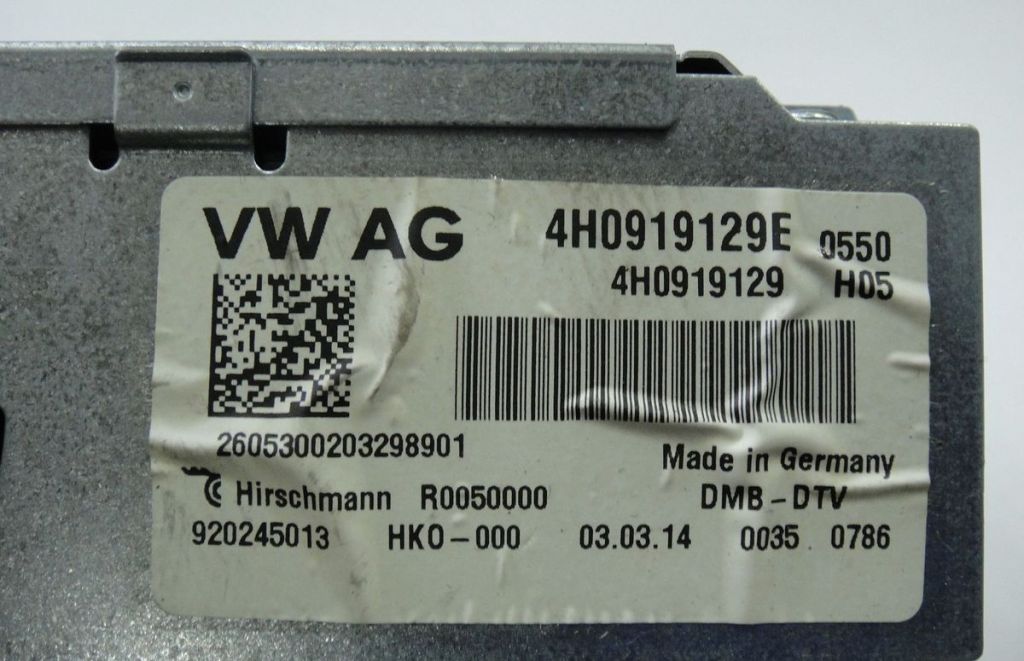 VW AG 4H0919129E 0550
4H0919129 H05
2605300203298901
Made in Germany
Hirschmann R0050000 DMB-DTV
920245013 HKO-000 03.03.14 0035 0786